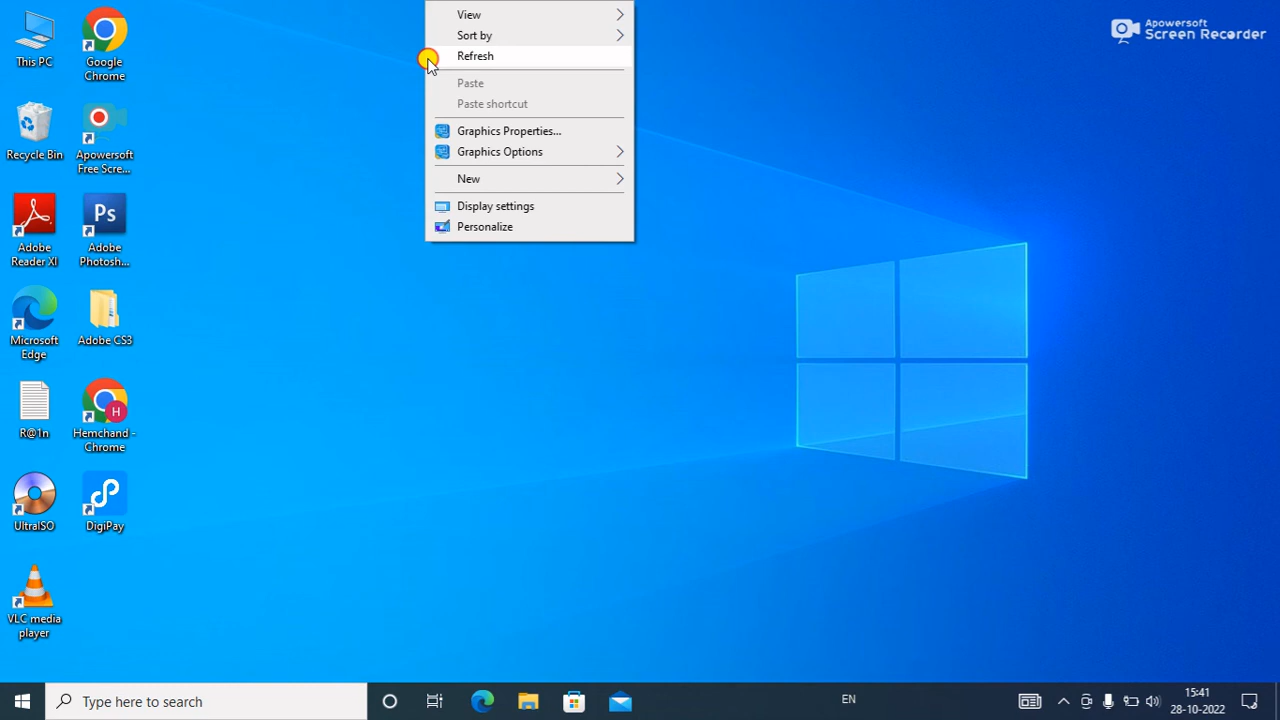 View
Sort by
Refresh
Paste
Paste shortcut
Graphics Properties...
Graphics Options
New
Display settings
Personalize
Apowersoft
Screen Recorder
This PC
Google
Chrome
Recycle Bin
Apowersoft
Free Scre...
Adobe
Reader XI
Ps
Adobe
Photosh...
Microsoft
Edge
Adobe CS3
R@1n
H
Hemchand -
Chrome
UltraISO
DigiPay
VLC media
player
Type here to search
EN
15:41
28-10-2022